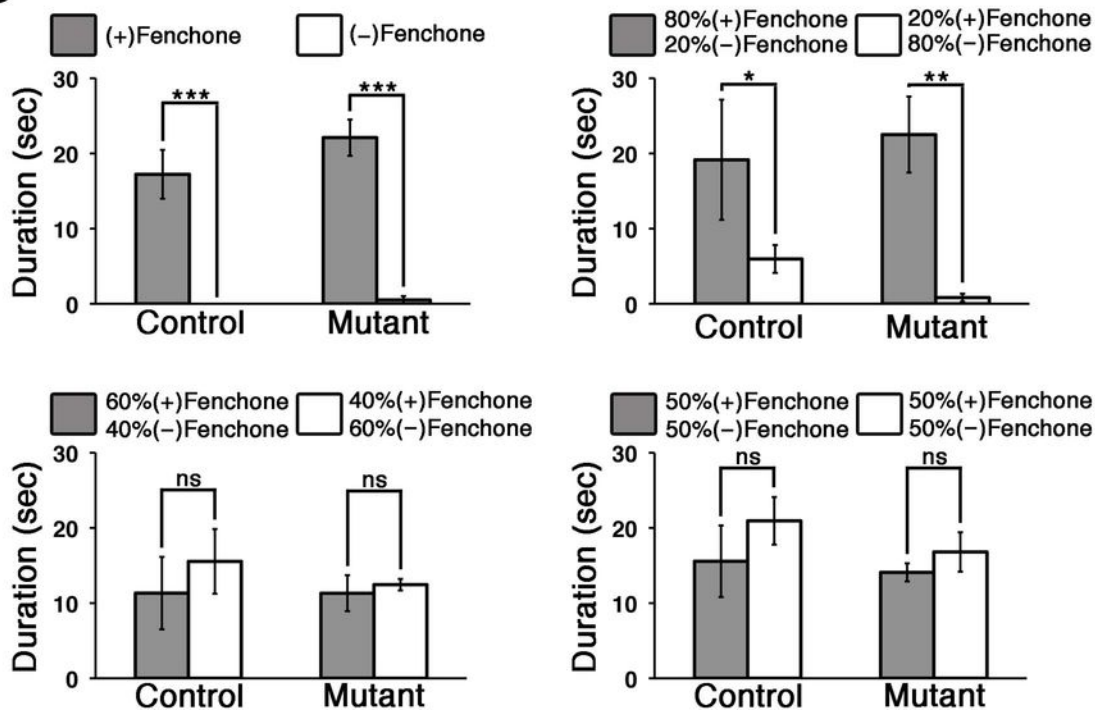 (+)Fenchone
(−)Fenchone
Duration (sec)
30
20
10
0
***
***
Control
Mutant
80%(+)Fenchone
20%(−)Fenchone
20%(+)Fenchone
80%(−)Fenchone
Duration (sec)
30
20
10
0
*
**
Control
Mutant
60%(+)Fenchone
40%(−)Fenchone
40%(+)Fenchone
60%(−)Fenchone
Duration (sec)
30
20
10
0
ns
ns
Control
Mutant
50%(+)Fenchone
50%(−)Fenchone
50%(+)Fenchone
50%(−)Fenchone
Duration (sec)
30
20
10
0
ns
ns
Control
Mutant